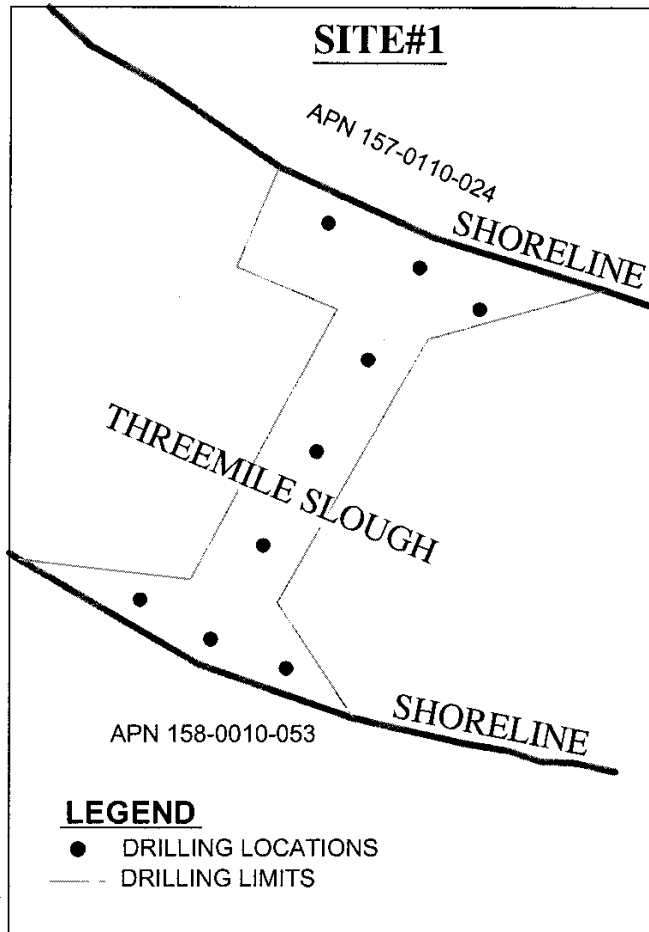 SITE#1
APN 157-0110-024
SHORELINE
THREEMILE SLOUGH
SHORELINE
APN 158-0010-053
LEGEND
DRILLING LOCATIONS
DRILLING LIMITS